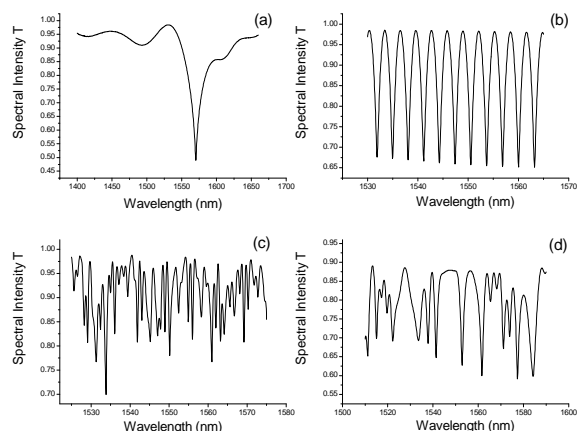 (a)
Spectral Intensity T
1.00
0.95
0.90
0.85
0.80
0.75
0.70
0.65
0.60
0.55
0.50
0.45
1400 1450 1500 1550 1600 1650 1700
Wavelength (nm)
(b)
Spectral Intensity T
1.00
0.95
0.90
0.85
0.80
0.75
0.70
0.65
1530 1540 1550 1560 1570
Wavelength (nm)
(c)
Spectral Intensity T
1.00
0.95
0.90
0.85
0.80
0.75
0.70
1530 1540 1550 1560 1570 1580
Wavelength (nm)
(d)
Spectral Intensity T
0.95
0.90
0.85
0.80
0.75
0.70
0.65
0.60
0.55
1500 1520 1540 1560 1580 1600
Wavelength (nm)